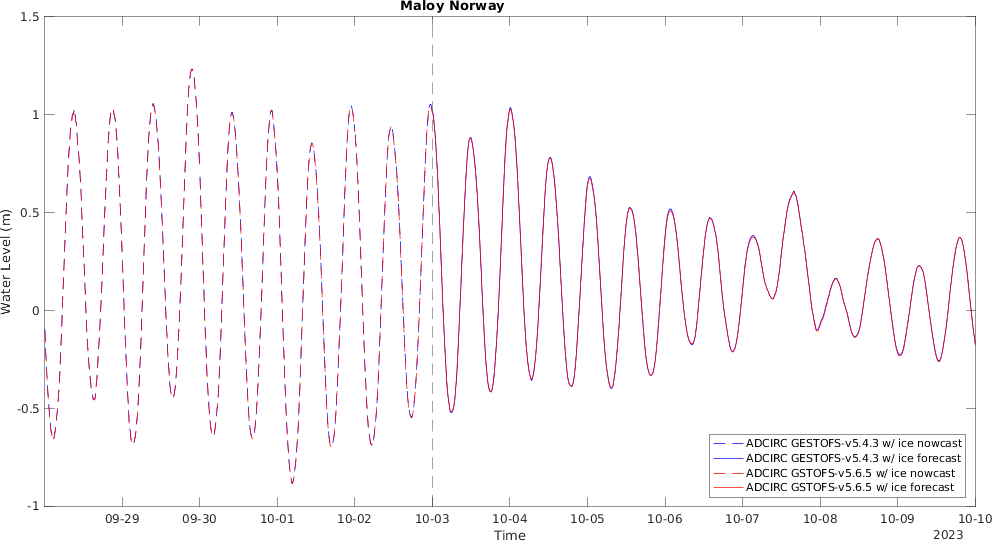 Maloy Norway
1.5
1
0.5
0
-0.5
-1
Water Level (m)
ADCIRC GESTOFS-v5.4.3 w/ ice nowcast
ADCIRC GESTOFS-v5.4.3 w/ ice forecast
ADCIRC GSTOFS-v5.6.5 w/ ice nowcast
ADCIRC GSTOFS-v5.6.5 w/ ice forecast
09-29 09-30 10-01 10-02 10-03 10-04 10-05 10-06 10-07 10-08 10-09 10-10
Time
2023